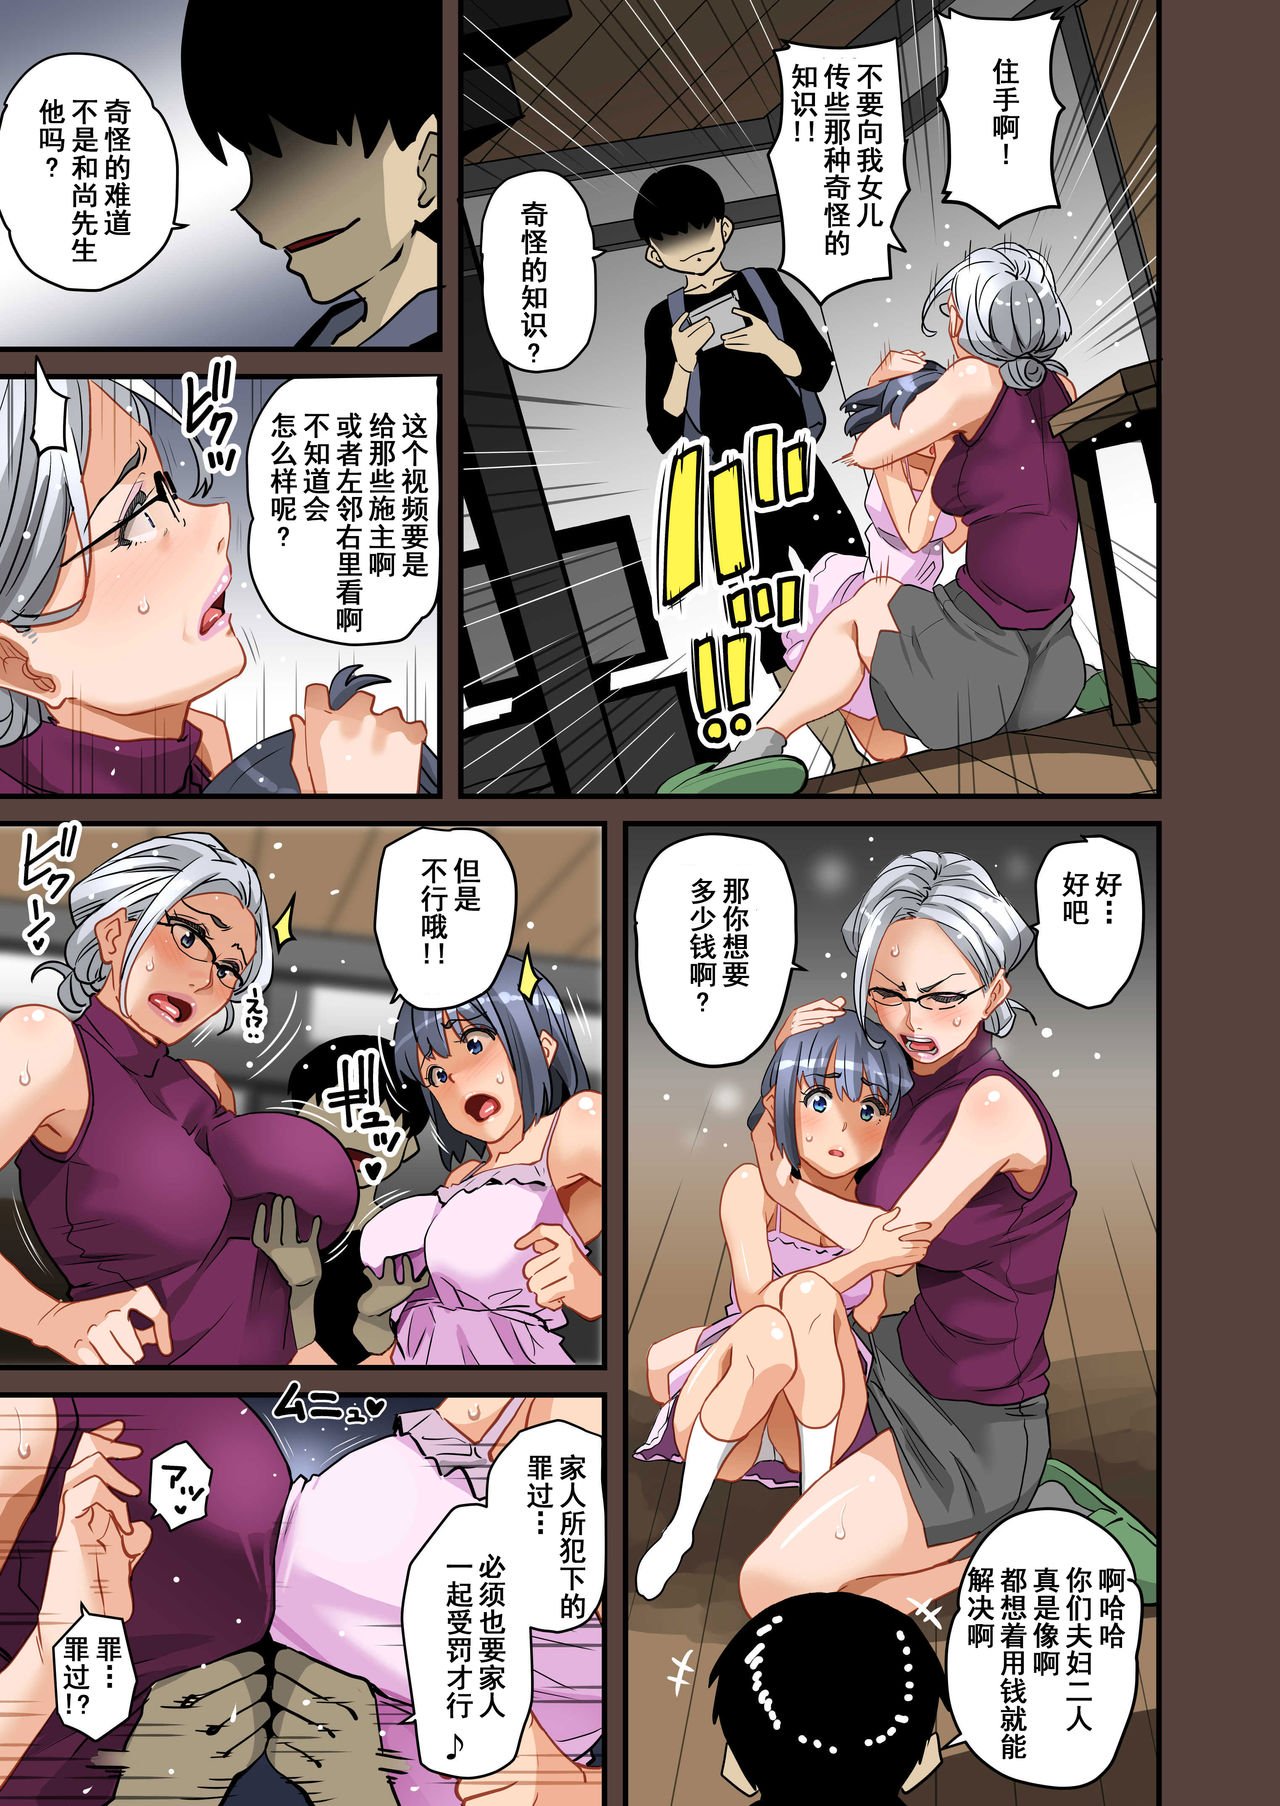 住手啊！
不要向我女儿
传些那种奇怪的
知识!!
奇怪的知识？
バッ!!
奇怪的难道
不是和尚先生
他吗？
这个视频要是
给那些施主啊
或者左邻右里看啊
不知道会
怎么样呢？
ビクッ
好…
好吧
那你想要
多少钱啊？
啊哈哈
你们夫妇二人
真是像啊
都想着用钱就能
解决啊
但是
不行哦!!
え!?
ビクーン♥
ギュッ♥
ムニュ♥
家人所犯下的
罪过…
必须也要家人
一起受罚才行♪
アッ♥
罪…
罪过!?